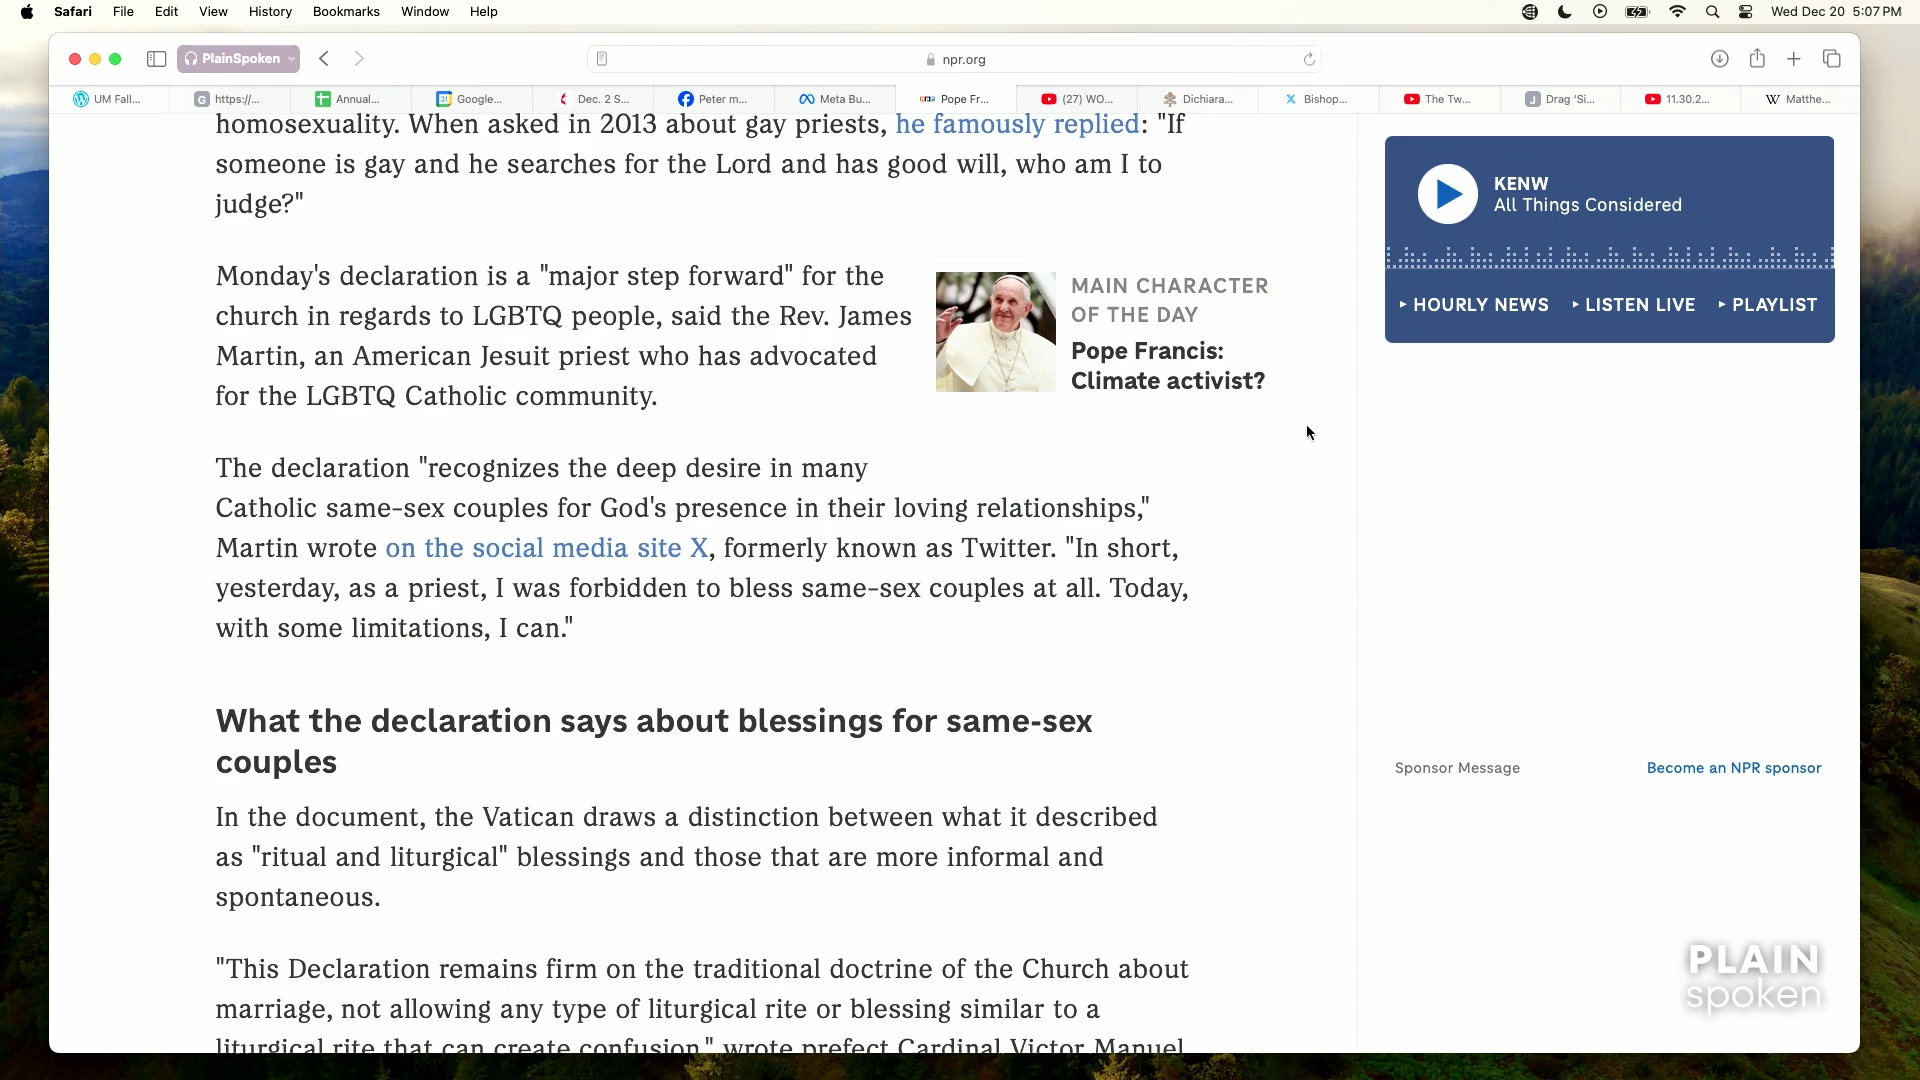 Safari File Edit View History Bookmarks Window Help Wed Dec 20 5:07 PM
PlainSpoken npr.org
UM Fall... https://... Annual... Google... Dec. 2 S... Peter m... Meta Bu... Pope Fr... (27) WO... Dichiara... Bishop... The Tw... Drag ‘Si... 11.30.2... Matthe...
homosexuality. When asked in 2013 about gay priests, he famously replied: "If
someone is gay and he searches for the Lord and has good will, who am I to
judge?"
Monday's declaration is a "major step forward" for the
church in regards to LGBTQ people, said the Rev. James
Martin, an American Jesuit priest who has advocated
for the LGBTQ Catholic community.
MAIN CHARACTER
OF THE DAY
Pope Francis:
Climate activist?
The declaration "recognizes the deep desire in many
Catholic same-sex couples for God's presence in their loving relationships,"
Martin wrote on the social media site X, formerly known as Twitter. "In short,
yesterday, as a priest, I was forbidden to bless same-sex couples at all. Today,
with some limitations, I can."
What the declaration says about blessings for same-sex
couples
In the document, the Vatican draws a distinction between what it described
as "ritual and liturgical" blessings and those that are more informal and
spontaneous.
"This Declaration remains firm on the traditional doctrine of the Church about
marriage, not allowing any type of liturgical rite or blessing similar to a
liturgical rite that can create confusion," wrote prefect Cardinal Victor Manuel
KENW
All Things Considered
HOURLY NEWS LISTEN LIVE PLAYLIST
Sponsor Message Become an NPR sponsor
PLAIN
spoken